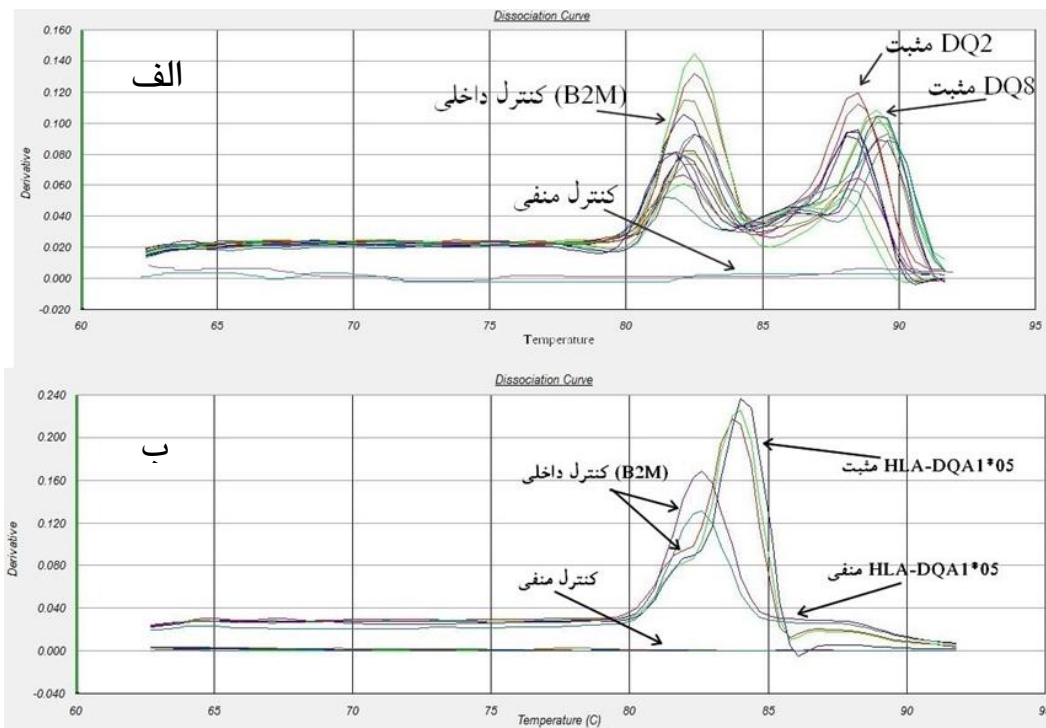 Dissociation Curve
الف
0.160
0.140
0.120
0.100
0.080
0.060
0.040
0.020
0.000
-0.020
Derivative
مثبت DQ2
مثبت DQ8
کنترل داخلی (B2M)
کنترل منفی
60 65 70 75 80 85 90 95
Temperature
Dissociation Curve
ب
0.240
0.200
0.160
0.120
0.080
0.040
0.000
-0.040
Derivative
کنترل داخلی (B2M)
مثبت HLA-DQA1*05
منفی HLA-DQA1*05
کنترل منفی
60 65 70 75 80 85 90 9
Temperature (C)